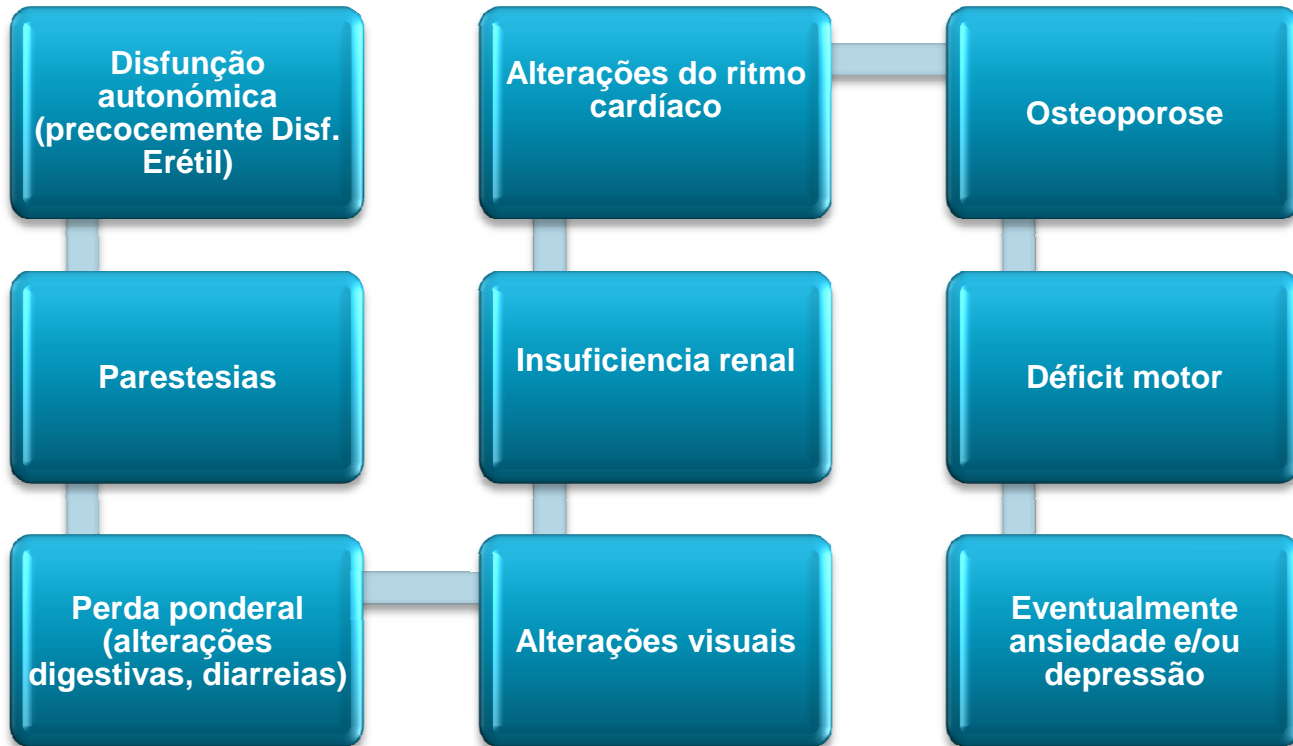 Disfunção
autonómica
(precocemente Disf.
Erétil)
Parestesias
Perda ponderal
(alterações
digestivas, diarreias)
Alterações visuais
Insuficiencia renal
Alterações do ritmo
cardíaco
Osteoporose
Déficit motor
Eventualmente
ansiedade e/ou
depressão